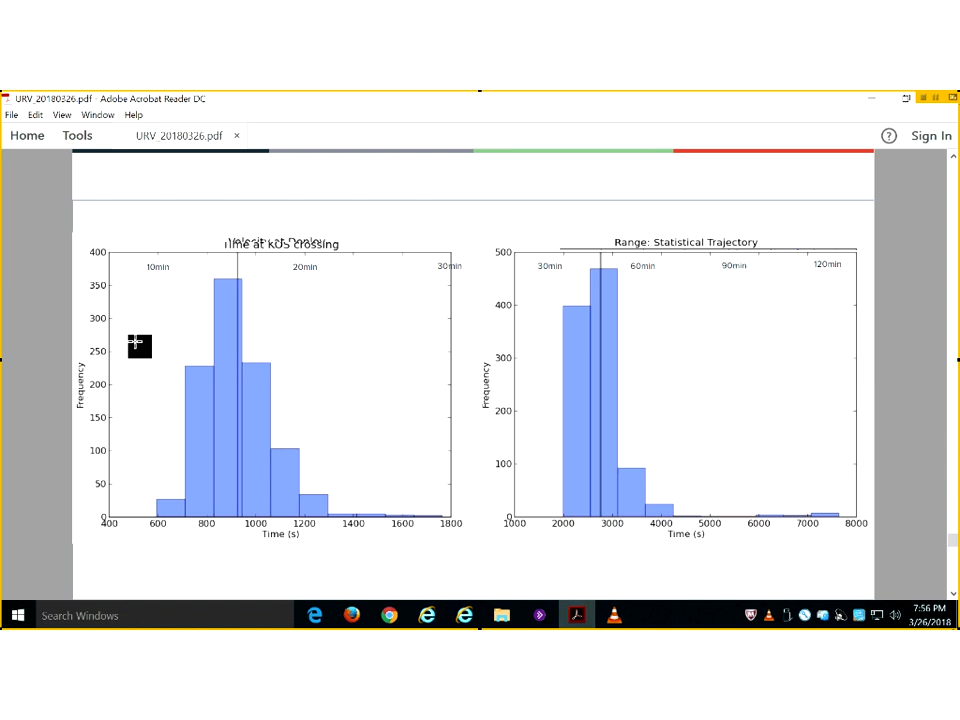 URV_20180326.pdf - Adobe Acrobat Reader DC
File Edit View Window Help
Home Tools URV_20180326.pdf × ? Sign In
Time at KOS crossing
400
350
300
250
200
150
100
50
0
Frequency
10min 20min 30min
400 600 800 1000 1200 1400 1600 1800
Time (s)
Range: Statistical Trajectory
500
400
300
200
100
0
Frequency
30min 60min 90min 120min
1000 2000 3000 4000 5000 6000 7000 8000
Time (s)
Search Windows
7:56 PM
3/26/2018